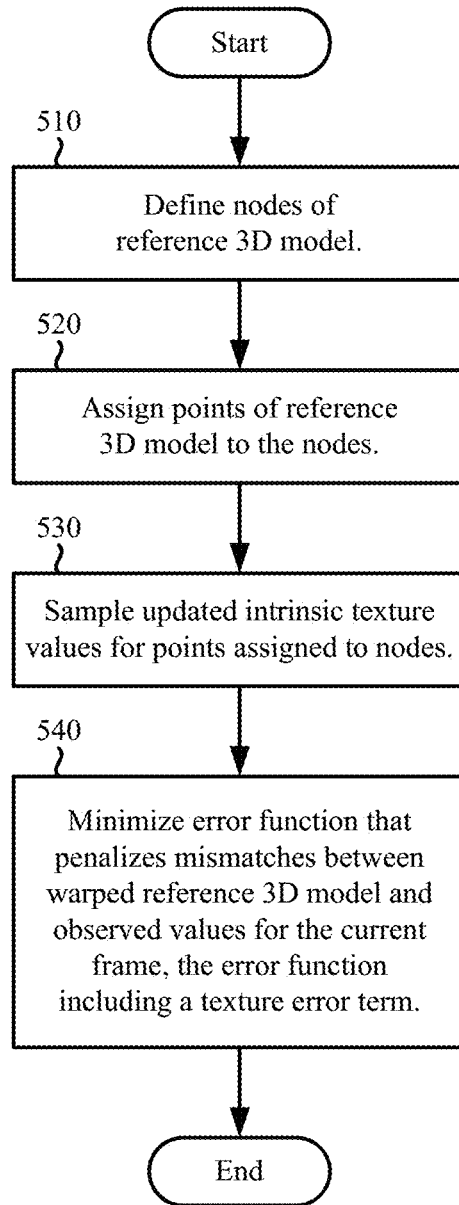 Start
510
Define nodes of
reference 3D model.
520
Assign points of reference
3D model to the nodes.
530
Sample updated intrinsic texture
values for points assigned to nodes.
540
Minimize error function that
penalizes mismatches between
warped reference 3D model and
observed values for the current
frame, the error function
including a texture error term.
End